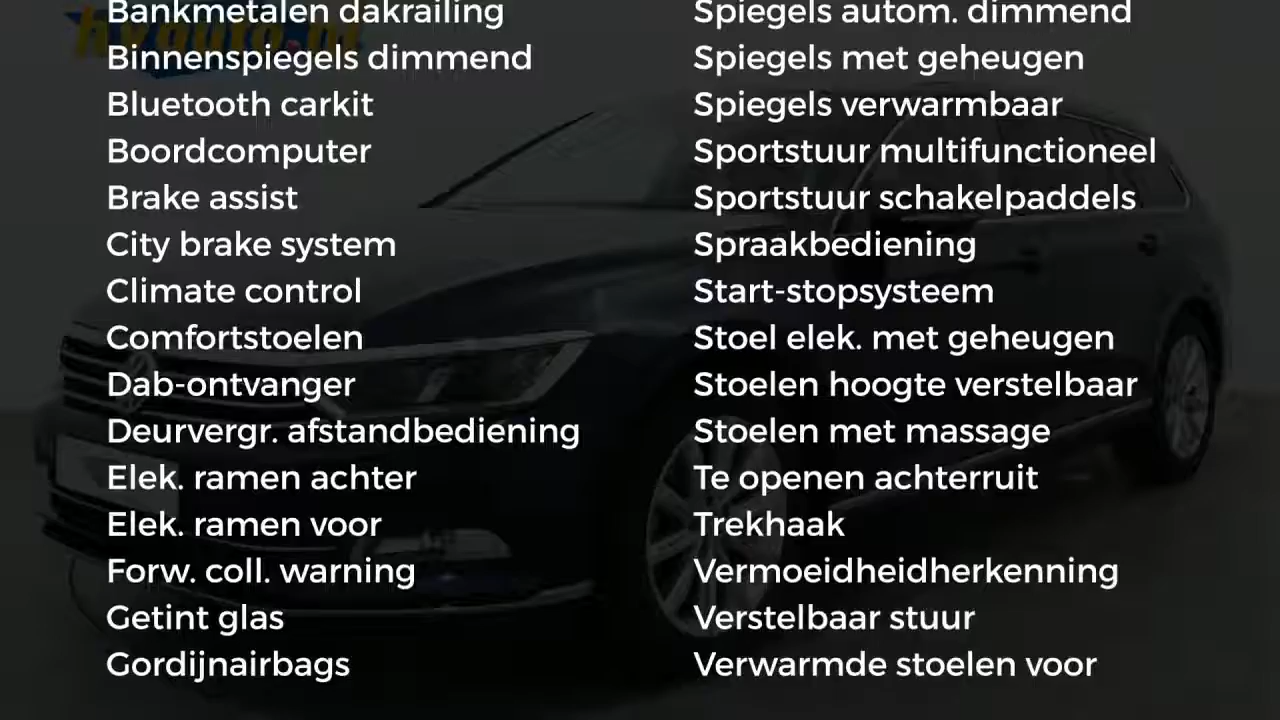 Bankmetalen dakrailing
Binnenspiegels dimmend
Bluetooth carkit
Boordcomputer
Brake assist
City brake system
Climate control
Comfortstoelen
Dab-ontvanger
Deurvergr. afstandbediening
Elek. ramen achter
Elek. ramen voor
Forw. coll. warning
Getint glas
Gordijnairbags
Spiegels autom. dimmend
Spiegels met geheugen
Spiegels verwarmbaar
Sportstuur multifunctioneel
Sportstuur schakelpaddels
Spraakbediening
Start-stopsysteem
Stoel elek. met geheugen
Stoelen hoogte verstelbaar
Stoelen met massage
Te openen achterruit
Trekhaak
Vermoeidheidherkenning
Verstelbaar stuur
Verwarmde stoelen voor